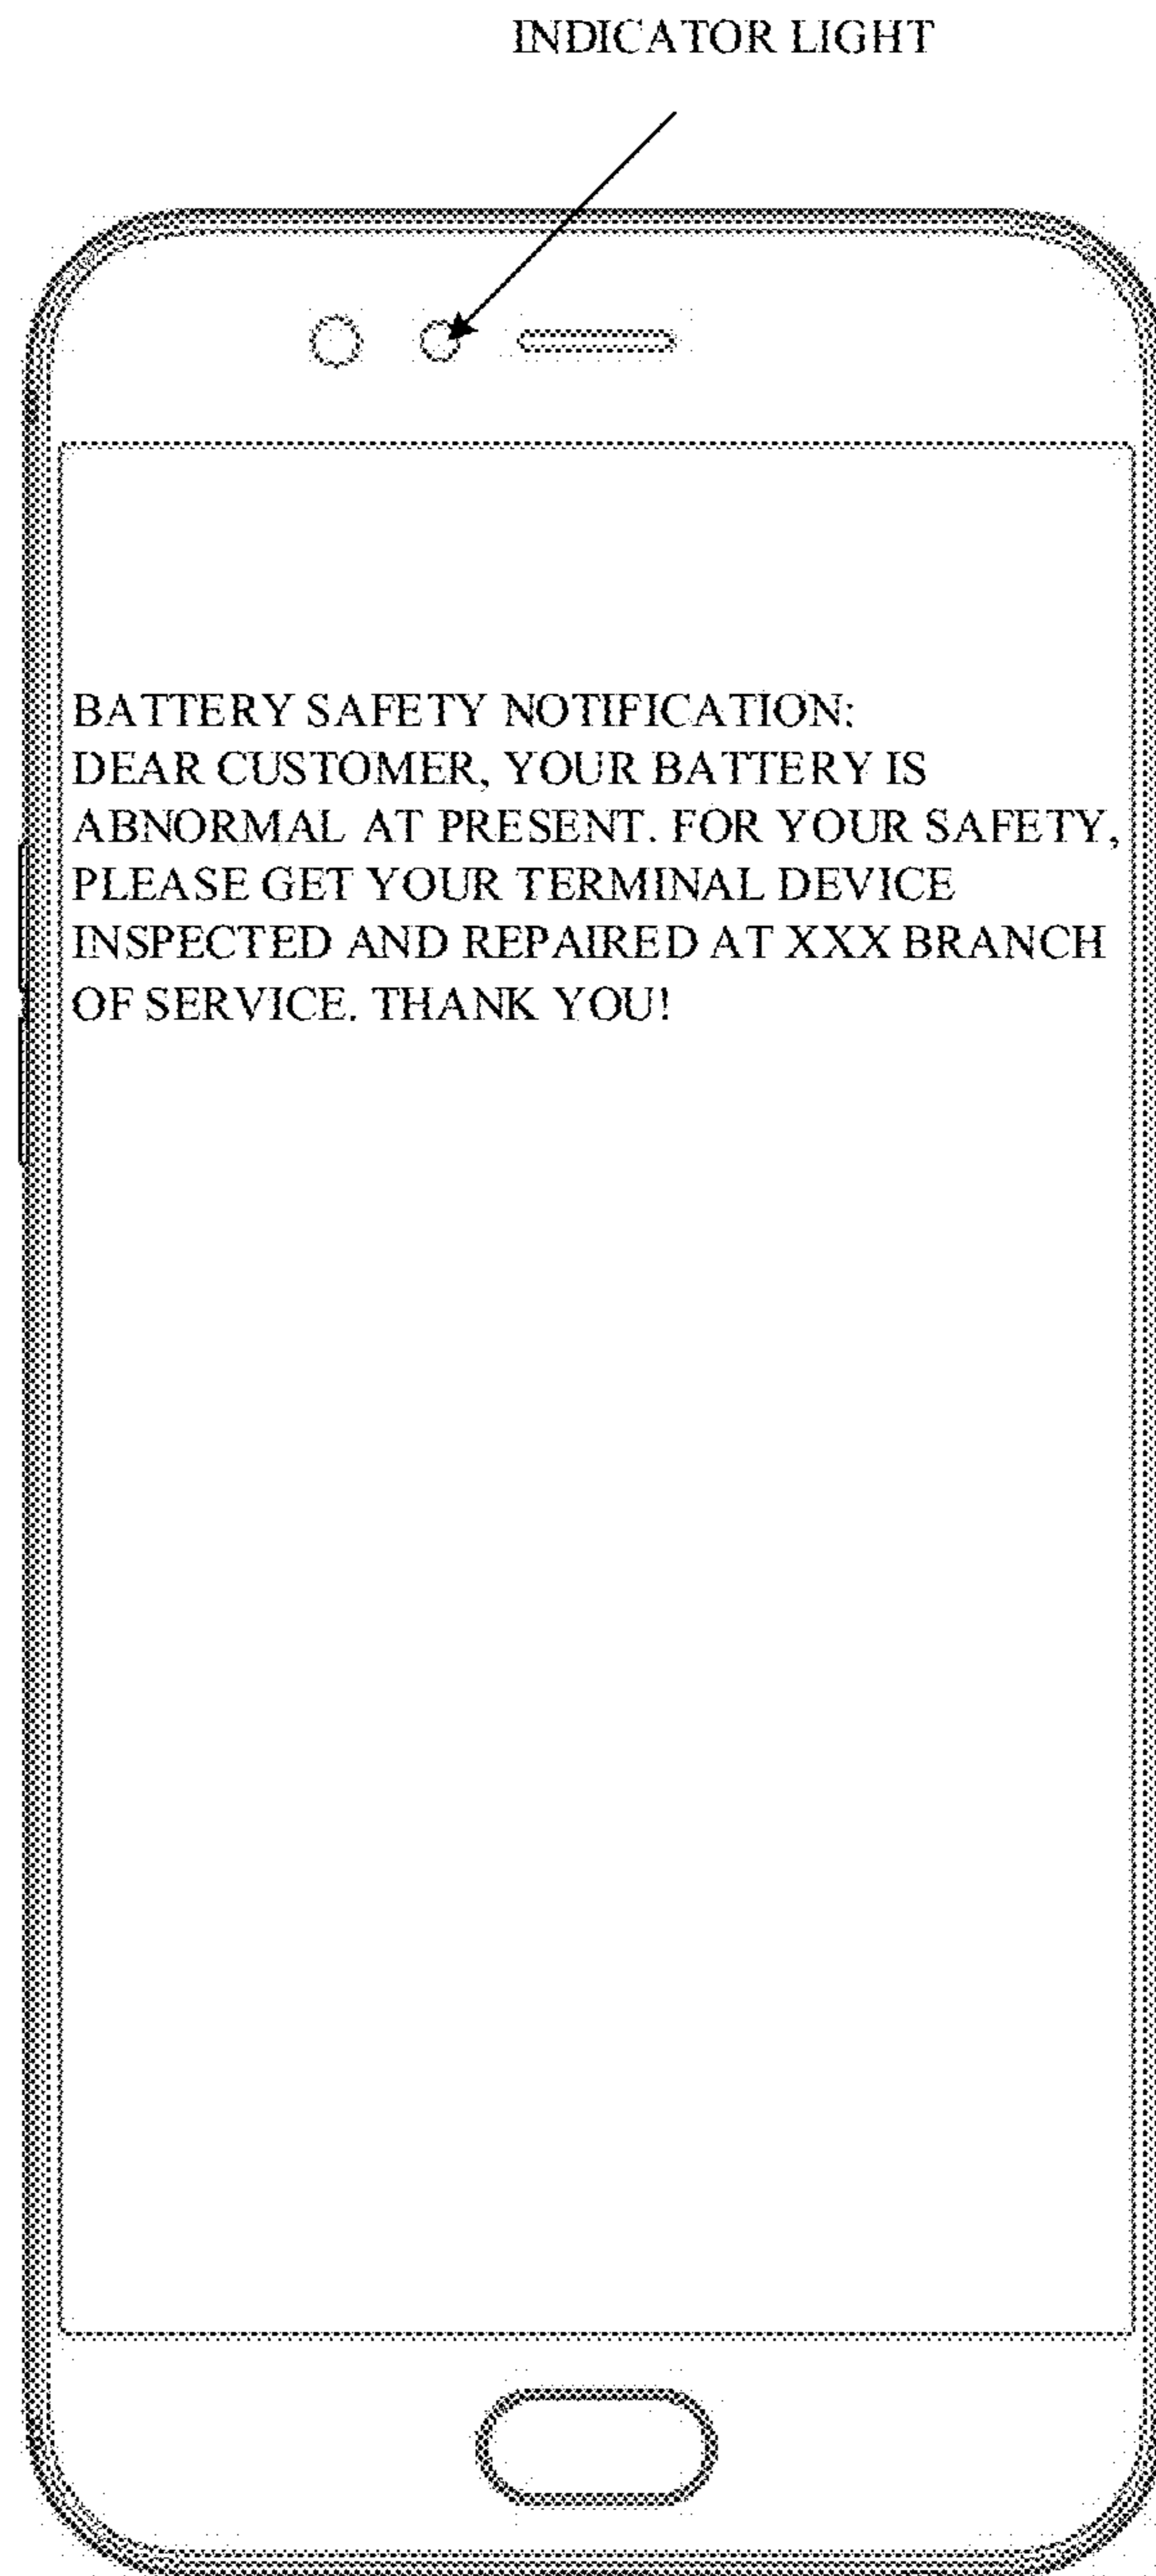 INDICATOR LIGHT
BATTERY SAFETY NOTIFICATION:
DEAR CUSTOMER, YOUR BATTERY IS
ABNORMAL AT PRESENT. FOR YOUR SAFETY,
PLEASE GET YOUR TERMINAL DEVICE
INSPECTED AND REPAIRED AT XXX BRANCH
OF SERVICE. THANK YOU!